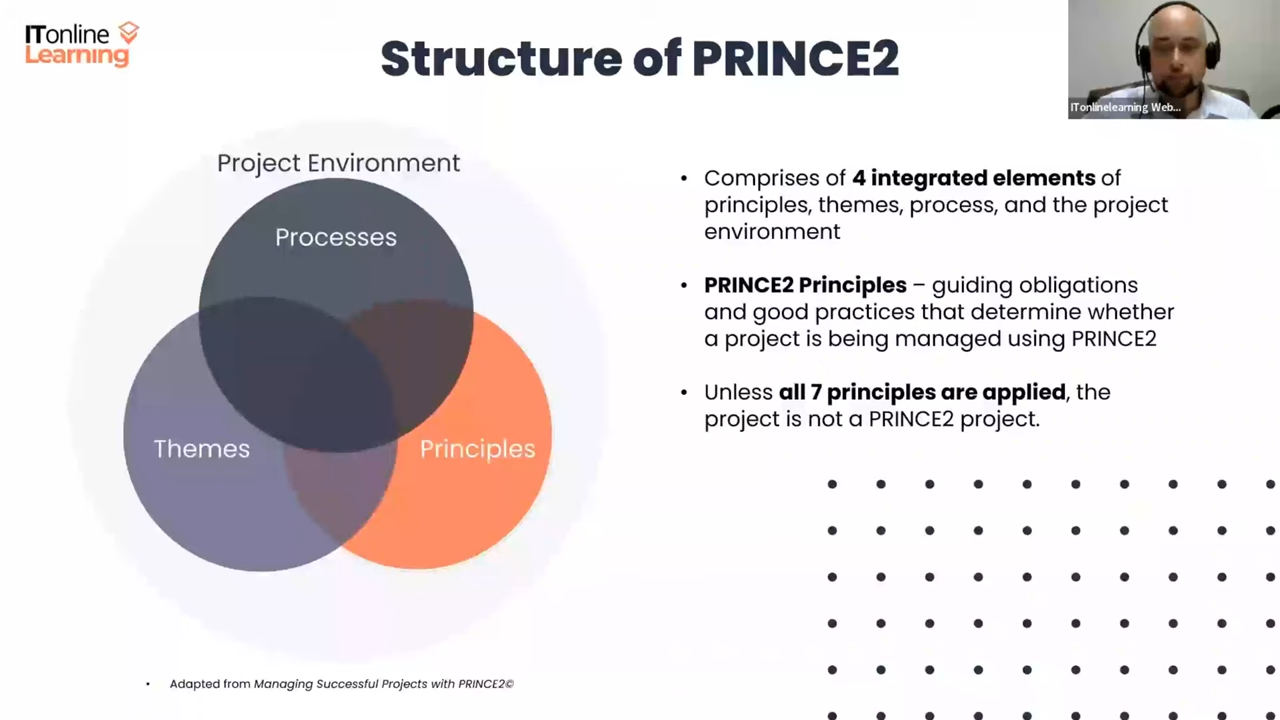 ITonline
Learning
Structure of PRINCE2
ITonlinelearning Web...
Project Environment
Processes
Themes
Principles
• Comprises of 4 integrated elements of
principles, themes, process, and the project
environment
• PRINCE2 Principles – guiding obligations
and good practices that determine whether
a project is being managed using PRINCE2
• Unless all 7 principles are applied, the
project is not a PRINCE2 project.
• Adapted from Managing Successful Projects with PRINCE2©